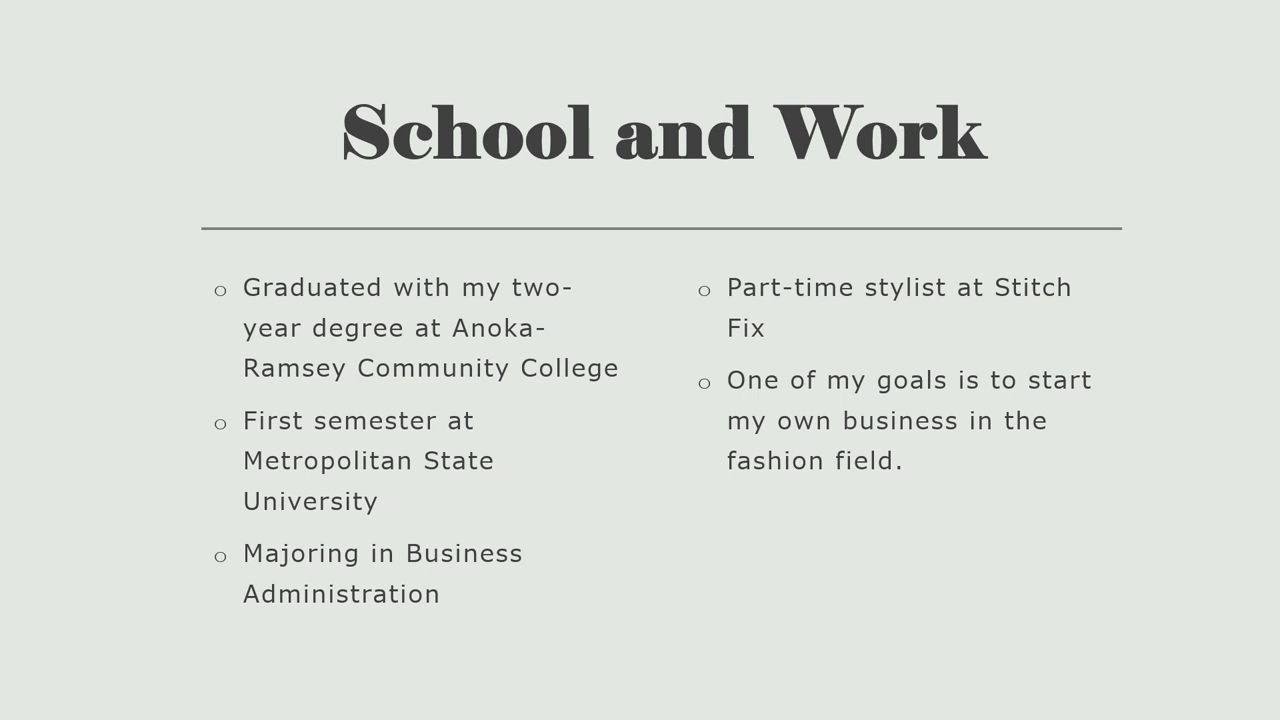 School and Work
o Graduated with my two-
year degree at Anoka-
Ramsey Community College
o First semester at
Metropolitan State
University
o Majoring in Business
Administration
o Part-time stylist at Stitch
Fix
o One of my goals is to start
my own business in the
fashion field.